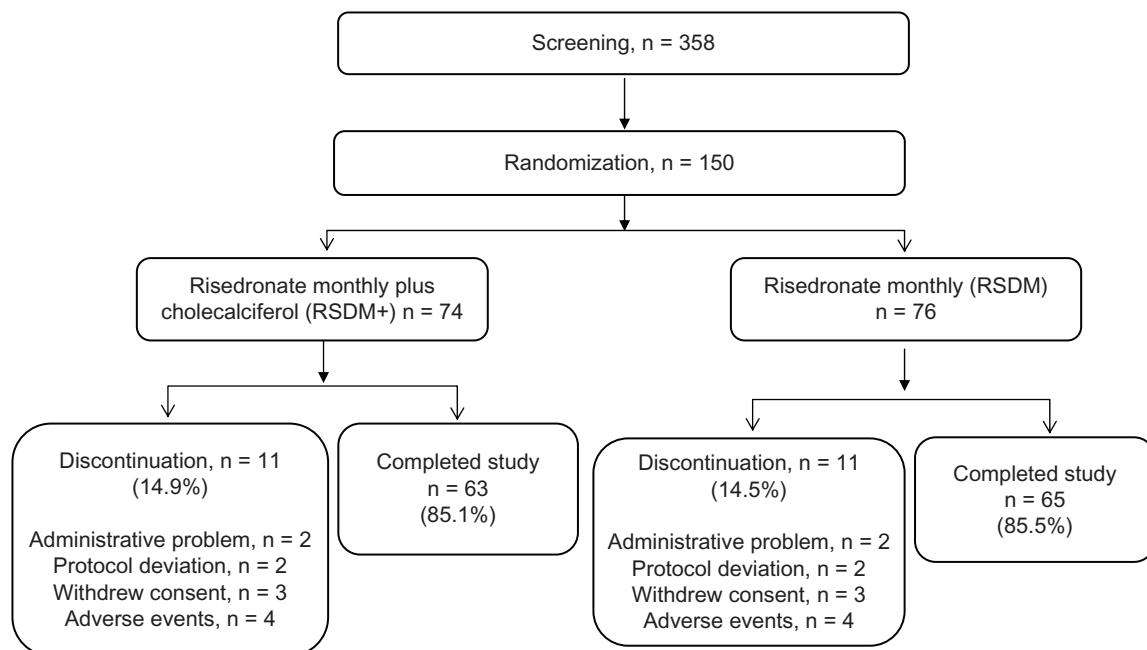 Screening, n = 358
Randomization, n = 150
Risedronate monthly plus
cholecalciferol (RSDM+) n = 74
Risedronate monthly (RSDM)
n = 76
Discontinuation, n = 11
(14.9%)
Administrative problem, n = 2
Protocol deviation, n = 2
Withdrew consent, n = 3
Adverse events, n = 4
Completed study
n = 63
(85.1%)
Discontinuation, n = 11
(14.5%)
Administrative problem, n = 2
Protocol deviation, n = 2
Withdrew consent, n = 3
Adverse events, n = 4
Completed study
n = 65
(85.5%)